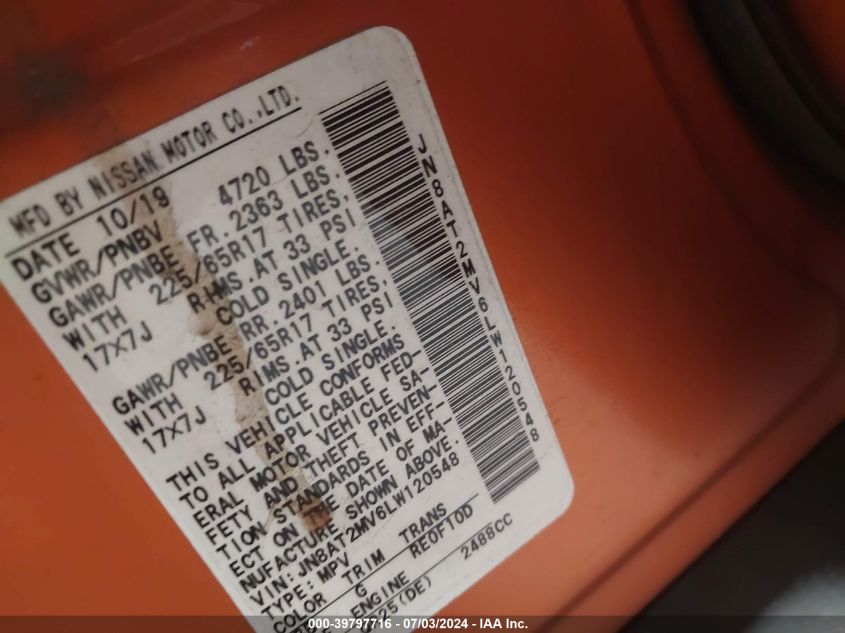 MFD BY NISSAN MOTOR CO.,LTD.
DATE 10/19
GVWR/PNBV 4720 LBS.
GAWR/PNBE FR. 2363 LBS.
WITH 225/65R17 TIRES,
17X7J RIMS.AT 33 PSI
COLD SINGLE.
GAWR/PNBE RR. 2401 LBS.
WITH 225/65R17 TIRES,
17X7J RIMS.AT 33 PSI
COLD SINGLE.
THIS VEHICLE CONFORMS
TO ALL APPLICABLE FED-
ERAL MOTOR VEHICLE SA-
FETY AND THEFT PREVEN-
TION STANDARDS IN EFF-
ECT ON THE DATE OF MA-
NUFACTURE SHOWN ABOVE.
VIN:JN8AT2MV6LW120548
TYPE:MPV
COLOR TRIM TRANS
G RE0F10D
ENGINE
25(DE) 2488CC
JN8AT2MV6LW120548
000-39797716 - 07/03/2024 - IAA Inc.